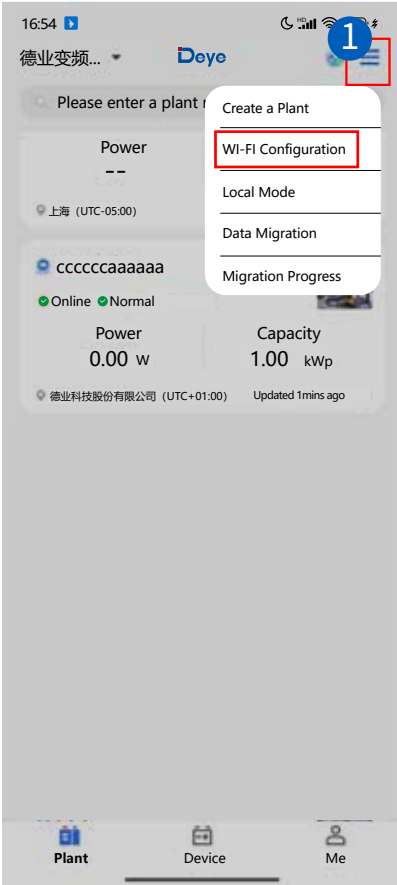 16:54
1
德业变频... Deye
Please enter a plant
Create a Plant
WI-FI Configuration
Local Mode
Data Migration
Migration Progress
Power
--
上海（UTC-05:00）
ccccccaaaaaa
Online Normal
Power Capacity
0.00 W 1.00 kWp
德业科技股份有限公司（UTC+01:00） Updated 1mins ago
Plant Device Me